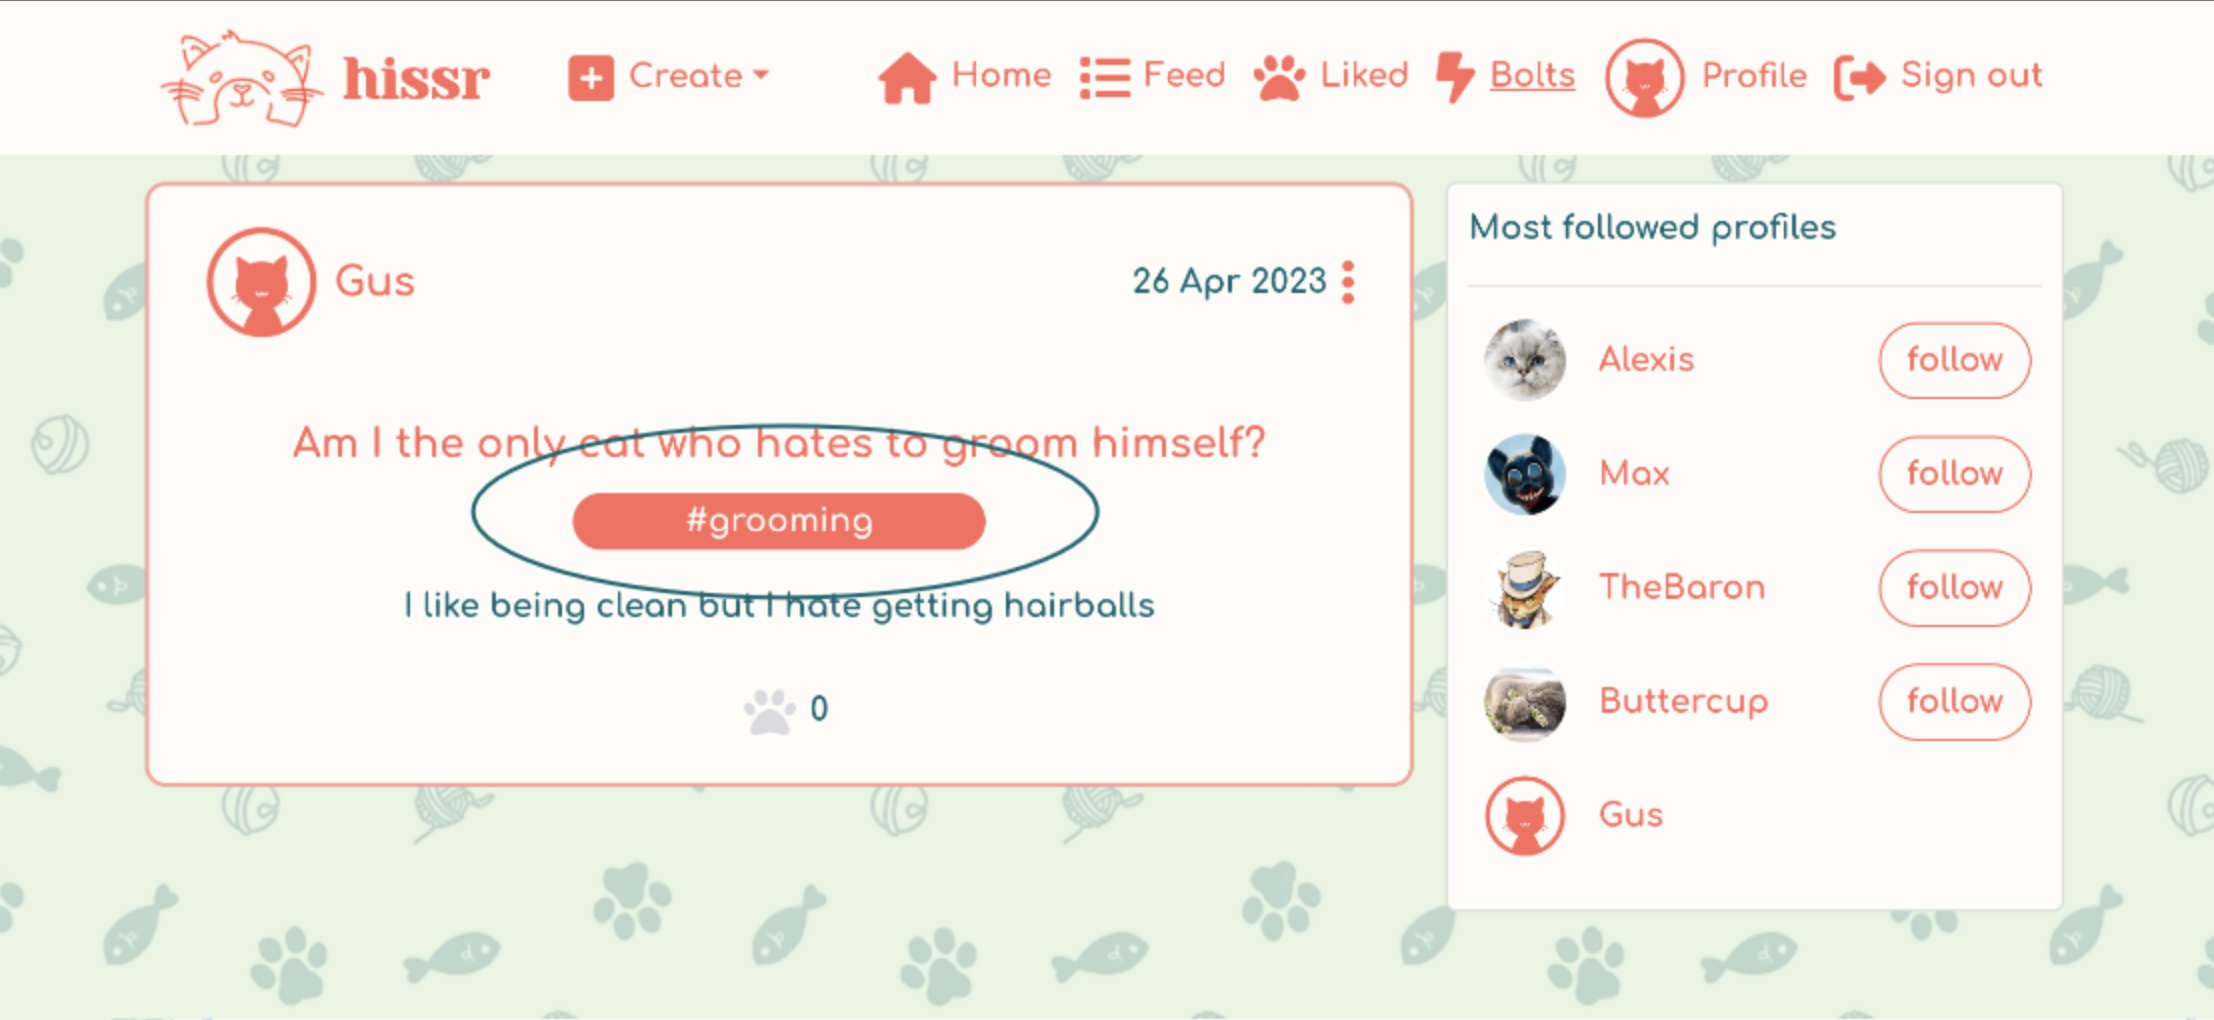 hissr
Create
Home
Feed
Liked
Bolts
Profile
Sign out
Gus
26 Apr 2023
Am I the only cat who hates to groom himself?
#grooming
I like being clean but I hate getting hairballs
0
Most followed profiles
Alexis
follow
Max
follow
TheBaron
follow
Buttercup
follow
Gus